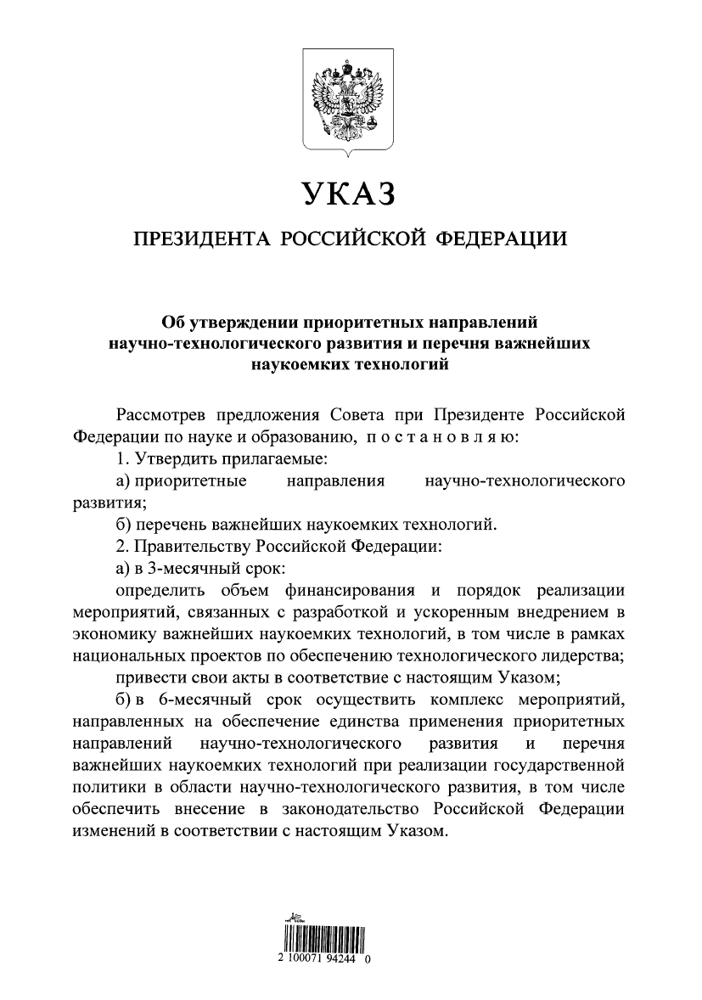 УКАЗ
ПРЕЗИДЕНТА РОССИЙСКОЙ ФЕДЕРАЦИИ
Об утверждении приоритетных направлений
научно-технологического развития и перечня важнейших
наукоемких технологий
Рассмотрев предложения Совета при Президенте Российской
Федерации по науке и образованию, п о с т а н о в л я ю:
1. Утвердить прилагаемые:
а) приоритетные направления научно-технологического
развития;
б) перечень важнейших наукоемких технологий.
2. Правительству Российской Федерации:
а) в 3-месячный срок:
определить объем финансирования и порядок реализации
мероприятий, связанных с разработкой и ускоренным внедрением в
экономику важнейших наукоемких технологий, в том числе в рамках
национальных проектов по обеспечению технологического лидерства;
привести свои акты в соответствие с настоящим Указом;
б) в 6-месячный срок осуществить комплекс мероприятий,
направленных на обеспечение единства применения приоритетных
направлений научно-технологического развития и перечня
важнейших наукоемких технологий при реализации государственной
политики в области научно-технологического развития, в том числе
обеспечить внесение в законодательство Российской Федерации
изменений в соответствии с настоящим Указом.
2 100071 94244 0